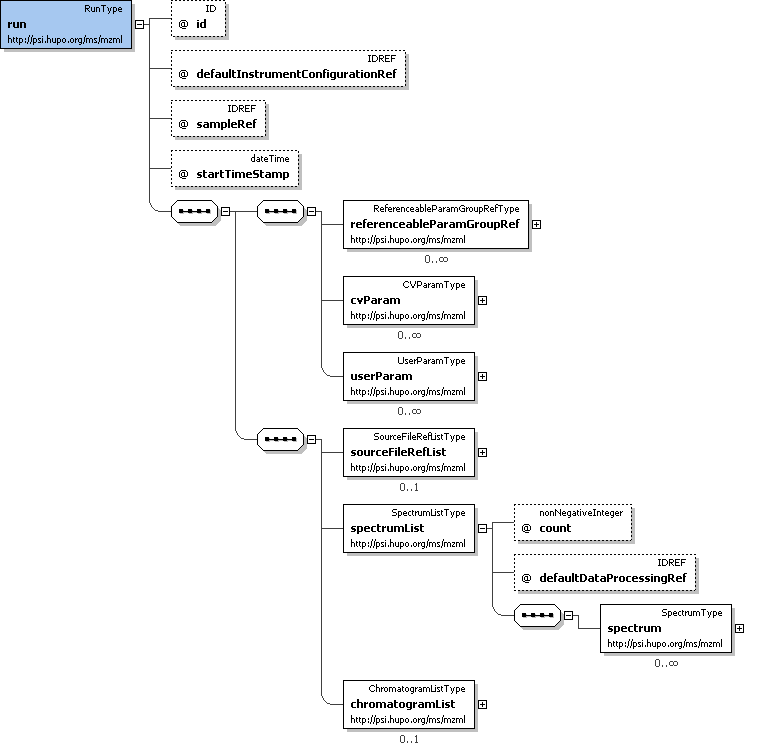 RunType
run
http://psi.hupo.org/ms/mzml
ID
@ id
IDREF
@ defaultInstrumentConfigurationRef
IDREF
@ sampleRef
dateTime
@ startTimeStamp
ReferenceableParamGroupRefType
referenceableParamGroupRef
http://psi.hupo.org/ms/mzml
0..∞
CVParamType
cvParam
http://psi.hupo.org/ms/mzml
0..∞
UserParamType
userParam
http://psi.hupo.org/ms/mzml
0..∞
SourceFileRefListType
sourceFileRefList
http://psi.hupo.org/ms/mzml
0..1
SpectrumListType
spectrumList
http://psi.hupo.org/ms/mzml
nonNegativeInteger
@ count
IDREF
@ defaultDataProcessingRef
SpectrumType
spectrum
http://psi.hupo.org/ms/mzml
0..∞
ChromatogramListType
chromatogramList
http://psi.hupo.org/ms/mzml
0..1